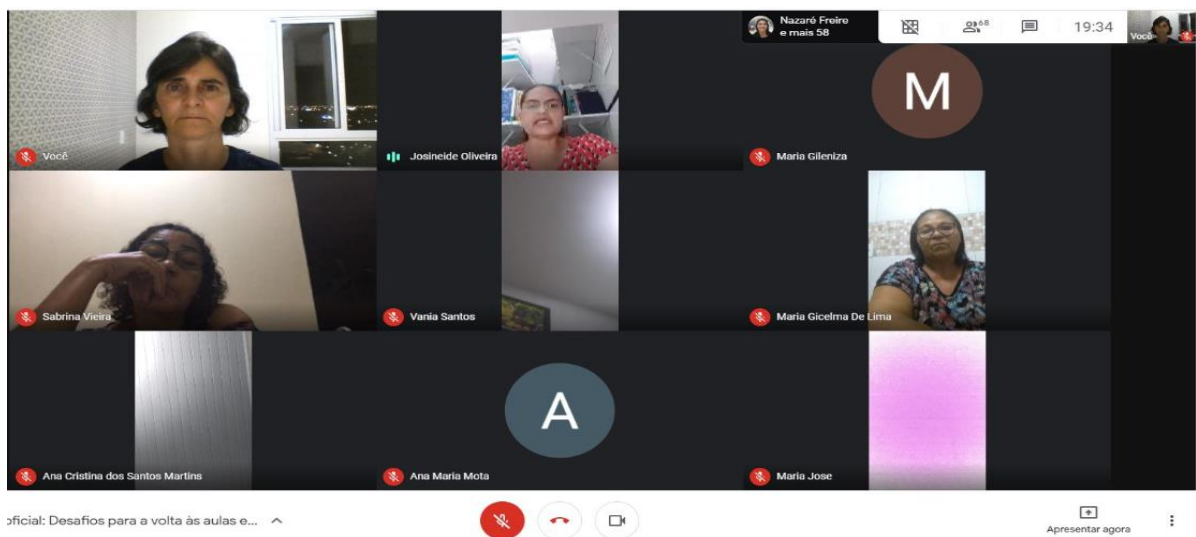 Nazaré Freire
e mais 58
68
19:34
Você
Você
Josineide Oliveira
M
Maria Gileniza
Sabrina Vieira
Vania Santos
Maria Gicelma De Lima
Ana Cristina dos Santos Martins
A
Ana Maria Mota
Maria Jose
oficial: Desafios para a volta às aulas e...
Apresentar agora